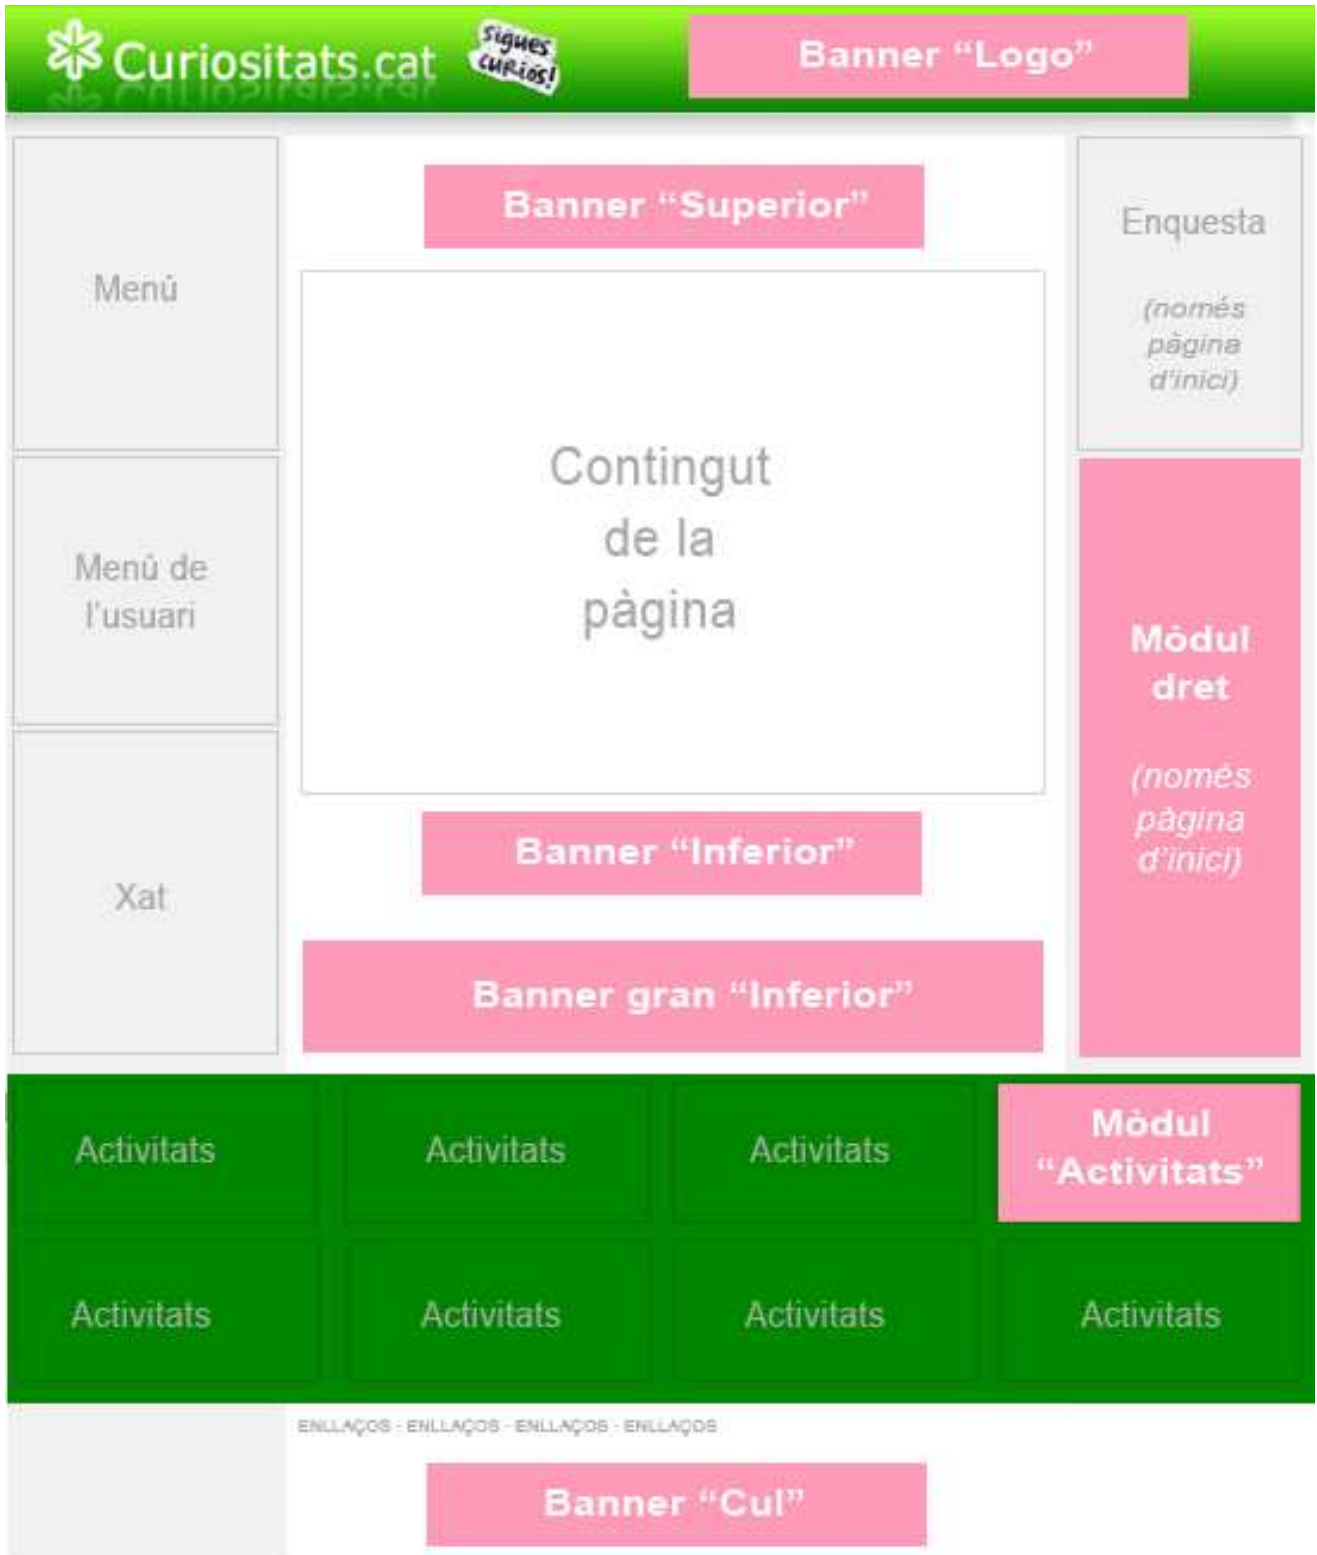 Curiositats.cat
sigues
curiós!
Banner “Logo”
Banner “Superior”
Menú
Enquesta
(només
pàgina
d'inici)
Contingut
de la
pàgina
Menú de
l'usuari
Mòdul
dret
(només
pàgina
d'inici)
Xat
Banner “Inferior”
Banner gran “Inferior”
Activitats
Activitats
Activitats
Mòdul
“Activitats”
Activitats
Activitats
Activitats
Activitats
ENLLAÇOS - ENLLAÇOS - ENLLAÇOS - ENLLAÇOS
Banner “Cul”